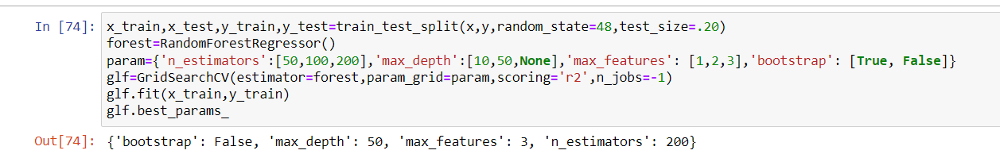 In [74]: x_train,x_test,y_train,y_test=train_test_split(x,y,random_state=48,test_size=.20)
forest=RandomForestRegressor()
param={'n_estimators':[50,100,200],'max_depth':[10,50,None],'max_features': [1,2,3],'bootstrap': [True, False]}
glf=GridSearchCV(estimator=forest,param_grid=param,scoring='r2',n_jobs=-1)
glf.fit(x_train,y_train)
glf.best_params_
Out[74]: {'bootstrap': False, 'max_depth': 50, 'max_features': 3, 'n_estimators': 200}